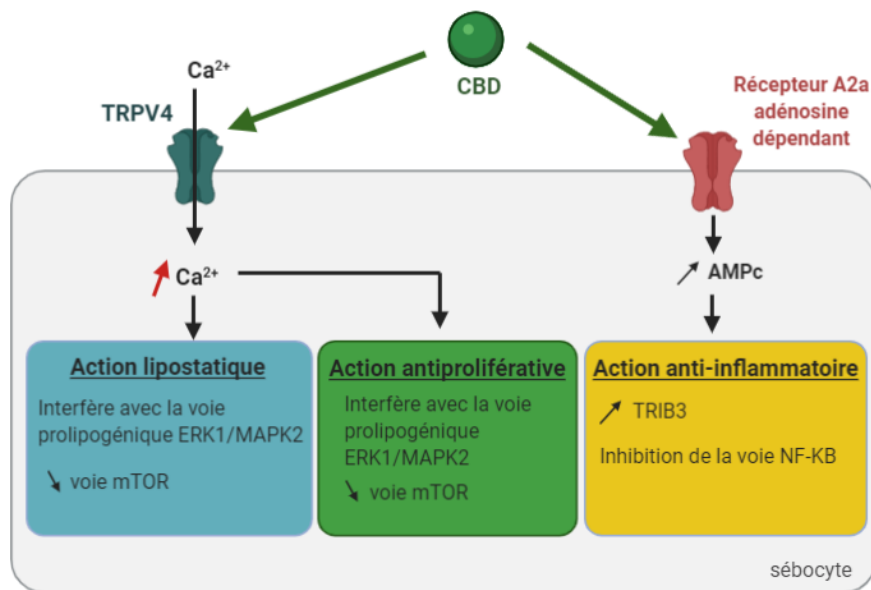 CBD
Ca²⁺
TRPV4
Récepteur A2a
adénosine
dépendant
Ca²⁺
AMPc
Action lipostatique
Interfère avec la voie
prolipogénique ERK1/MAPK2
voie mTOR
Action antiproliférative
Interfère avec la voie
prolipogénique
ERK1/MAPK2
voie mTOR
Action anti-inflammatoire
TRIB3
Inhibition de la voie NF-KB
sébocyte